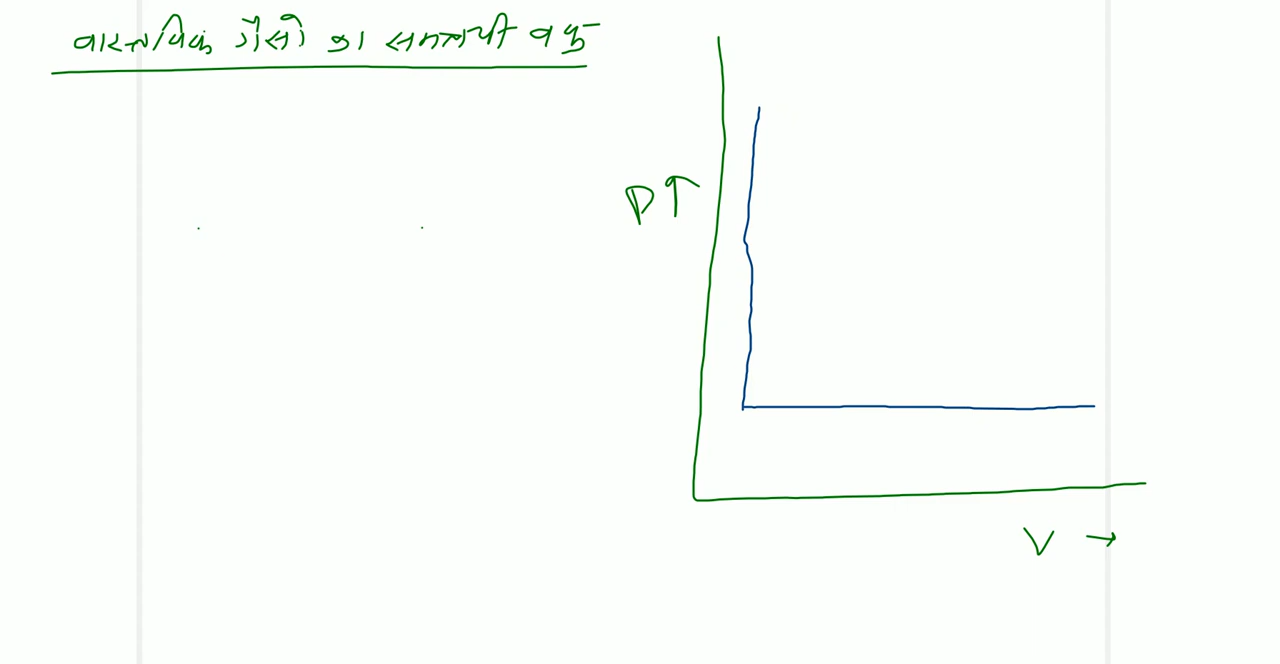 वास्तविक गैसों का समतापी वक्र
P↑
V →